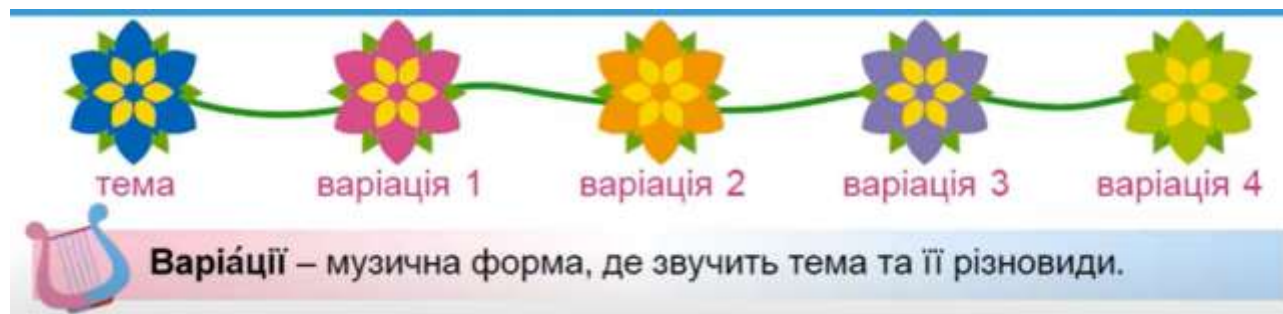 тема варіація 1 варіація 2 варіація 3 варіація 4
Варіа́ції – музична форма, де звучить тема та її різновиди.